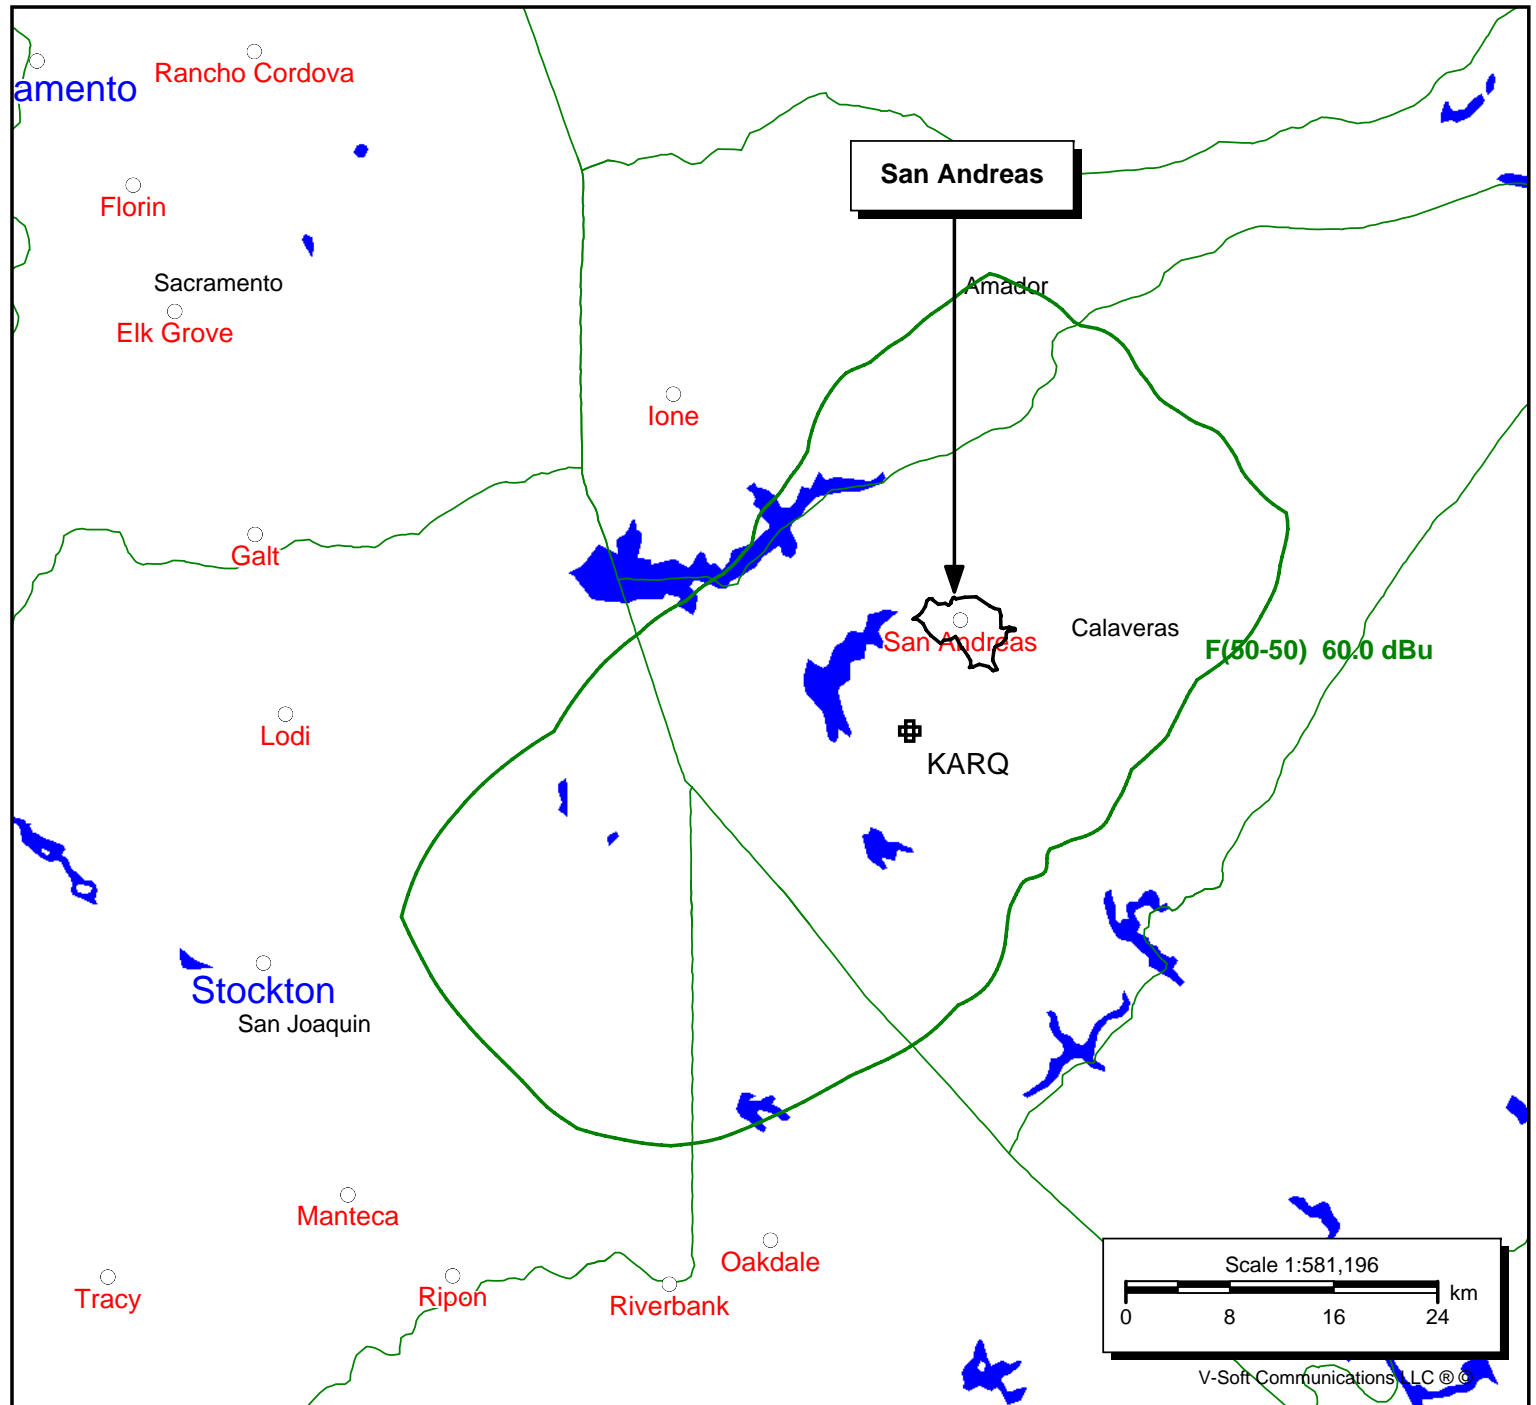 Rancho Cordova
amento
San Andreas
Florin
Sacramento
Amador
Elk Grove
Ione
Galt
Calaveras
San Andreas
F(50-50) 60.0 dBu
Lodi
KARQ
Stockton
San Joaquin
Manteca
Oakdale
Tracy
Ripon
Riverbank
Scale 1:581,196
km
0 8 16 24
V-Soft Communications LLC ® ©